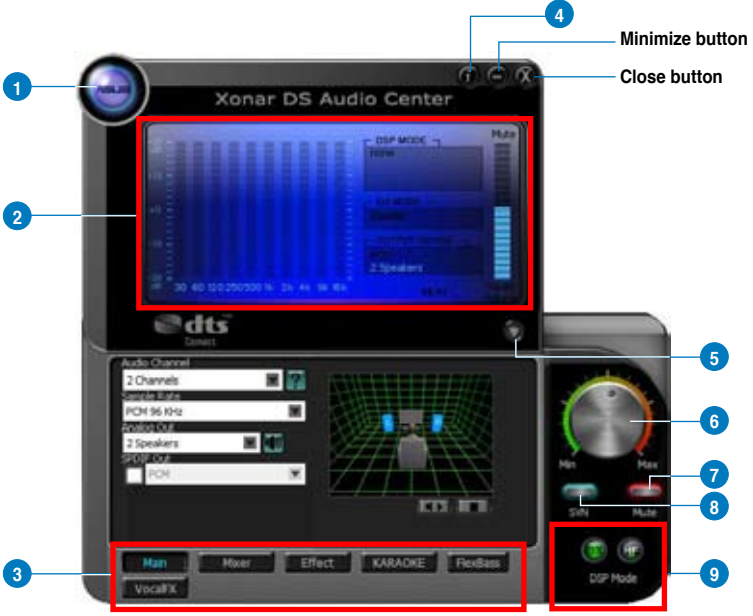 4
Minimize button
i
Close button
X
1
ASUS
Xonar DS Audio Center
Mute
DSP MODE
none
2
2 Speakers
30 60 120 250 500 1k 2k 4k 8k 16k
dts
Connect
5
Audio Channel
2 Channels
?
Sample Rate
PCM 96 KHz
Analog Out
2 Speakers
SPDIF Out
PCM
6
Min
Max
7
8
SVN
Mute
HF
DSP Mode
9
3
Main
Mixer
Effect
KARAOKE
FlexBass
VocalFX